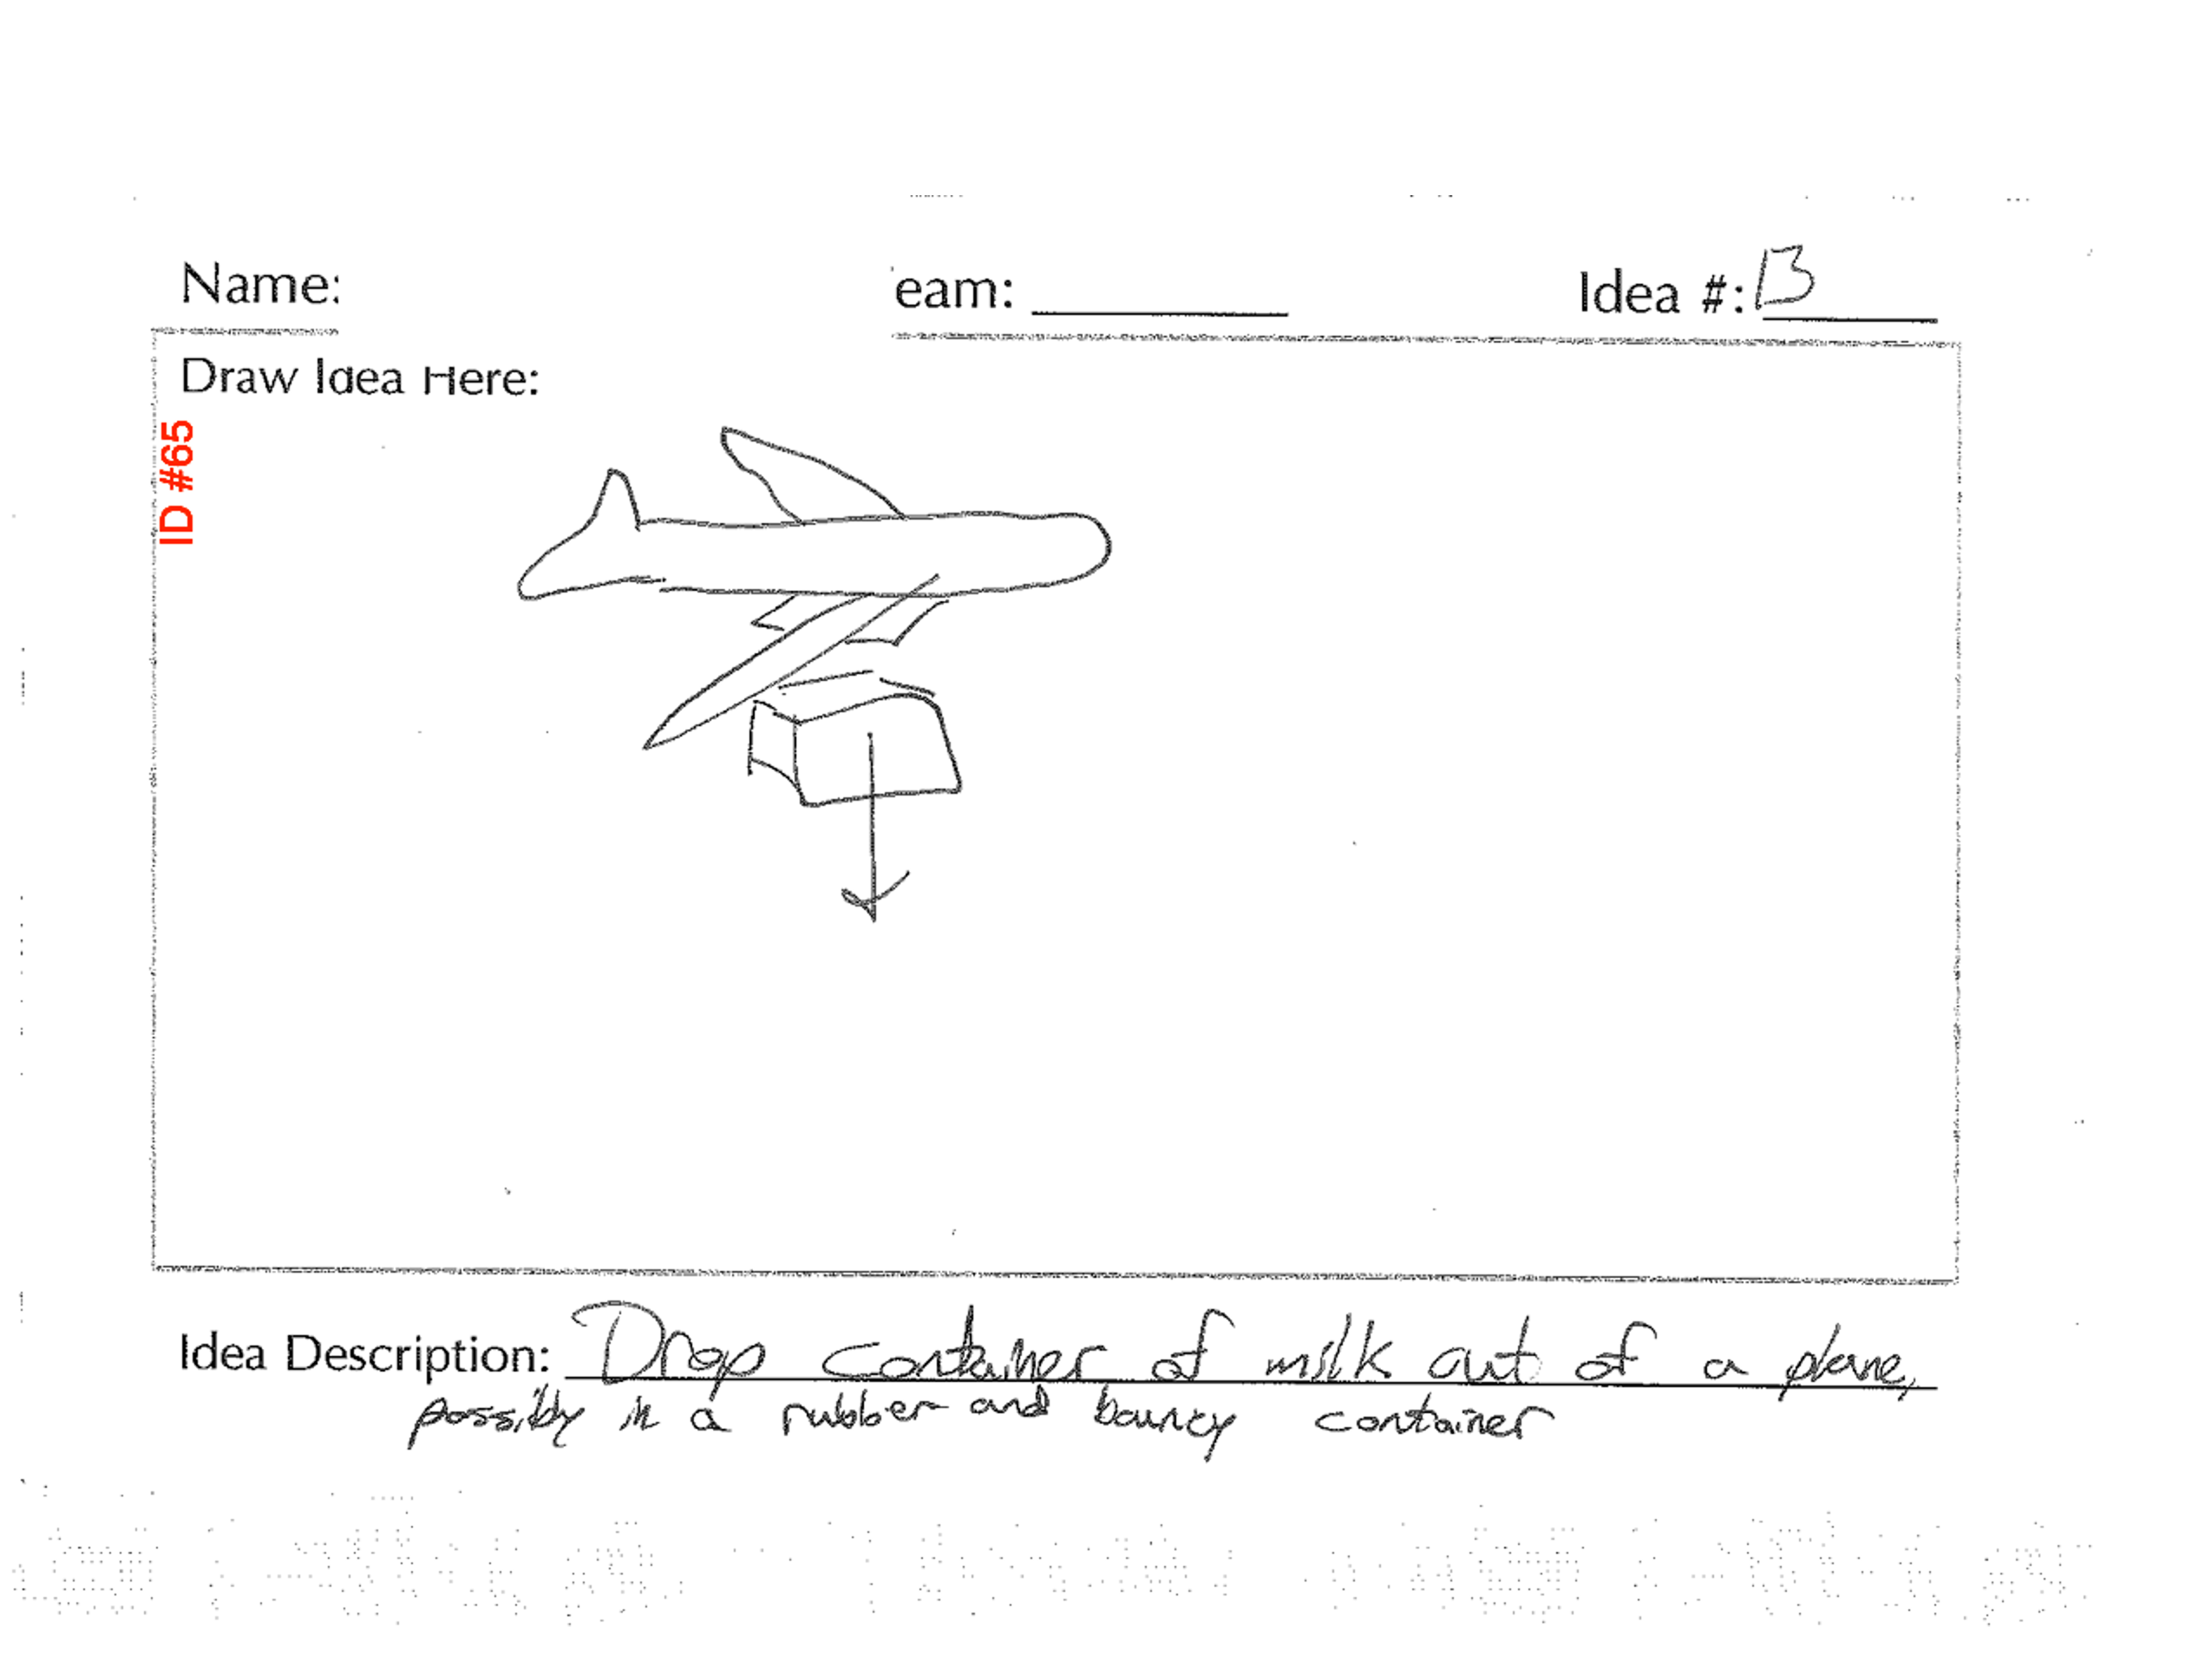 Name:
eam:
Idea #: 13
Draw Idea Here:
ID #65
Idea Description: Drop container of milk out of a plane,
possibly in a rubber and bouncy container